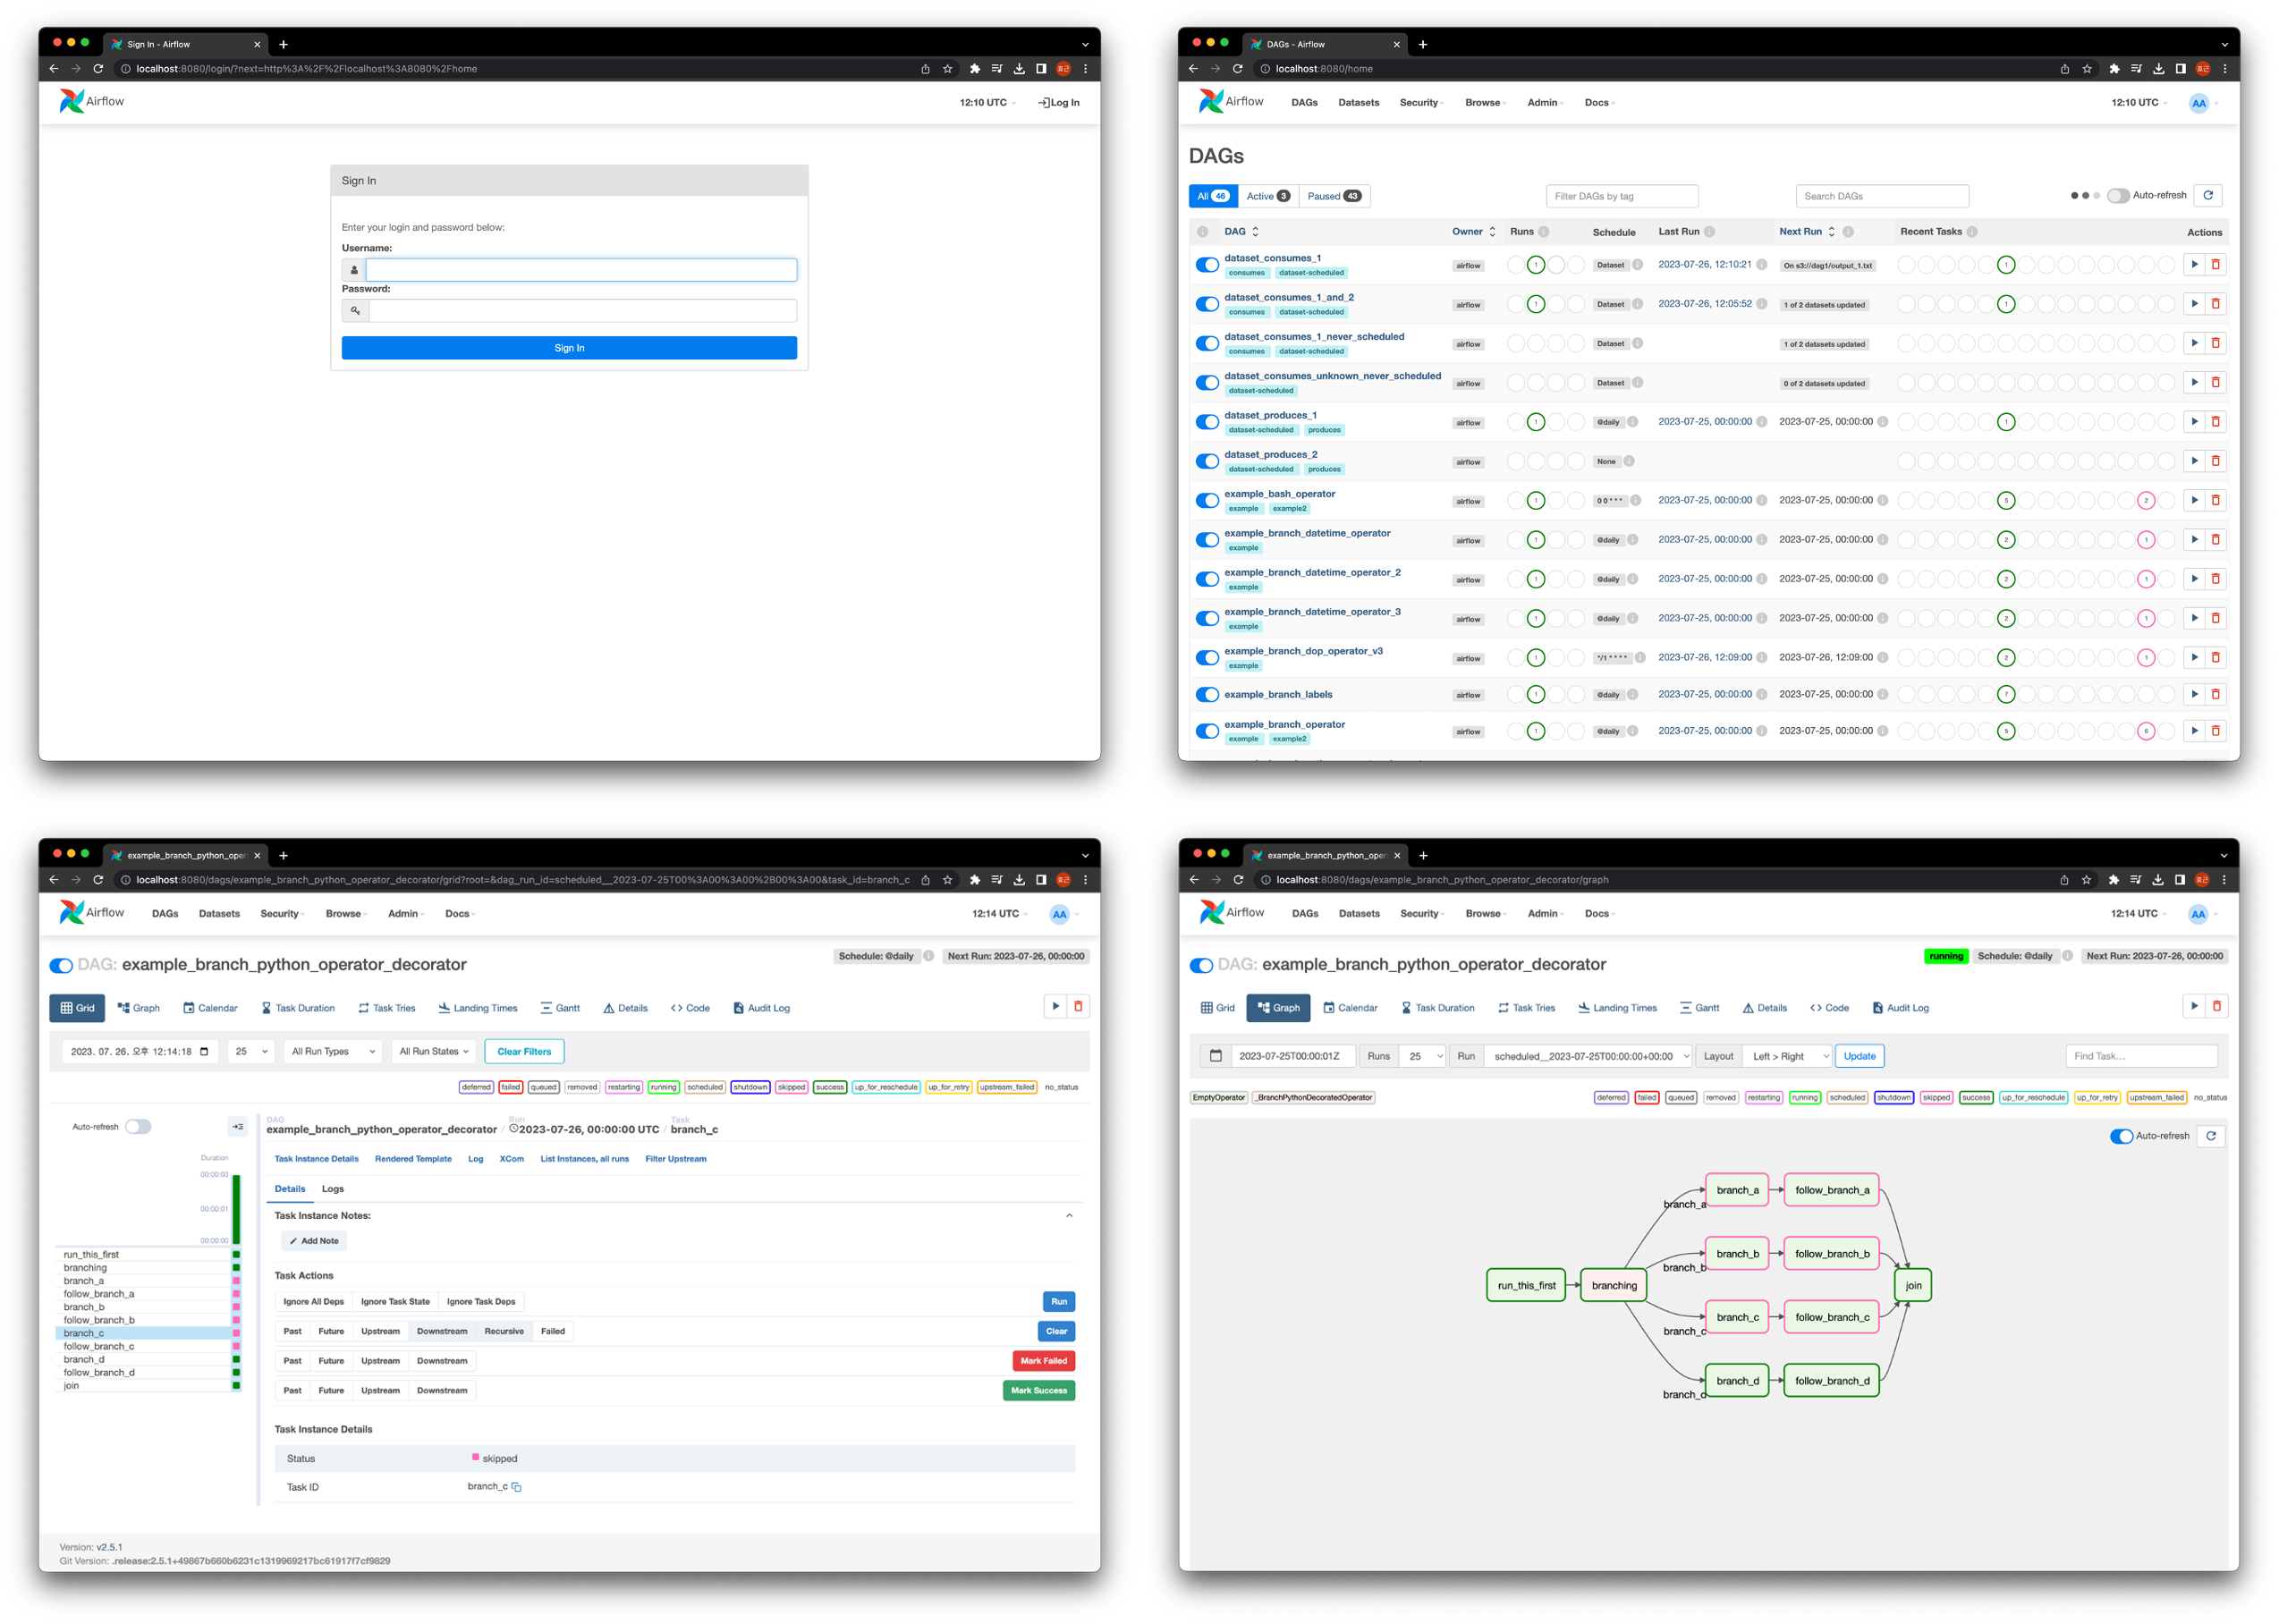 Sign In - Airflow
localhost:8080/login/?next=http%3A%2F%2Flocalhost%3A8080%2Fhome
Airflow
12:10 UTC
Log In
Sign In
Enter your login and password below:
Username:
Password:
Sign In
DAGs - Airflow
localhost:8080/home
Airflow DAGs Datasets Security Browse Admin Docs 12:10 UTC AA
DAGs
All 46 Active 3 Paused 43 Filter DAGs by tag Search DAGs Auto-refresh
DAG Owner Runs Schedule Last Run Next Run Recent Tasks Actions
dataset_consumes_1 airflow 1 Dataset 2023-07-26, 12:10:21 On s3://dag1/output_1.txt 1
consumes dataset-scheduled
dataset_consumes_1_and_2 airflow 1 Dataset 2023-07-26, 12:05:52 1 of 2 datasets updated 1
consumes dataset-scheduled
dataset_consumes_1_never_scheduled airflow Dataset 1 of 2 datasets updated
consumes dataset-scheduled
dataset_consumes_unknown_never_scheduled airflow Dataset 0 of 2 datasets updated
dataset-scheduled
dataset_produces_1 airflow 1 @daily 2023-07-25, 00:00:00 2023-07-25, 00:00:00 1
dataset-scheduled produces
dataset_produces_2 airflow None
dataset-scheduled produces
example_bash_operator airflow 1 0 0 * * * 2023-07-25, 00:00:00 2023-07-25, 00:00:00 5 2
example example2
example_branch_datetime_operator airflow 1 @daily 2023-07-25, 00:00:00 2023-07-25, 00:00:00 2 1
example
example_branch_datetime_operator_2 airflow 1 @daily 2023-07-25, 00:00:00 2023-07-25, 00:00:00 2 1
example
example_branch_datetime_operator_3 airflow 1 @daily 2023-07-25, 00:00:00 2023-07-25, 00:00:00 2 1
example
example_branch_dop_operator_v3 airflow 1 */1 * * * * 2023-07-26, 12:09:00 2023-07-26, 12:09:00 2 1
example
example_branch_labels airflow 1 @daily 2023-07-25, 00:00:00 2023-07-25, 00:00:00 7
example_branch_operator airflow 1 @daily 2023-07-25, 00:00:00 2023-07-25, 00:00:00 5 6
example example2
example_branch_python_oper
localhost:8080/dags/example_branch_python_operator_decorator/grid?root=&dag_run_id=scheduled__2023-07-25T00%3A00%3A00%2B00%3A00&task_id=branch_c
Airflow DAGs Datasets Security Browse Admin Docs 12:14 UTC AA
DAG: example_branch_python_operator_decorator Schedule: @daily Next Run: 2023-07-26, 00:00:00
Grid Graph Calendar Task Duration Task Tries Landing Times Gantt Details Code Audit Log
2023. 07. 26. 오후 12:14:18 25 All Run Types All Run States Clear Filters
deferred failed queued removed restarting running scheduled shutdown skipped success up_for_reschedule up_for_retry upstream_failed no_status
Auto-refresh
Duration
00:00:03
00:00:01
00:00:00
run_this_first
branching
branch_a
follow_branch_a
branch_b
follow_branch_b
branch_c
follow_branch_c
branch_d
follow_branch_d
join
DAG Run Task
example_branch_python_operator_decorator / 2023-07-26, 00:00:00 UTC / branch_c
Task Instance Details Rendered Template Log XCom List Instances, all runs Filter Upstream
Details Logs
Task Instance Notes:
Add Note
Task Actions
Ignore All Deps Ignore Task State Ignore Task Deps Run
Past Future Upstream Downstream Recursive Failed Clear
Past Future Upstream Downstream Mark Failed
Past Future Upstream Downstream Mark Success
Task Instance Details
Status skipped
Task ID branch_c
Version: v2.5.1
Git Version: .release:2.5.1+49867b660b6231c1319969217bc61917f7cf9829
example_branch_python_oper
localhost:8080/dags/example_branch_python_operator_decorator/graph
Airflow DAGs Datasets Security Browse Admin Docs 12:14 UTC AA
DAG: example_branch_python_operator_decorator running Schedule: @daily Next Run: 2023-07-26, 00:00:00
Grid Graph Calendar Task Duration Task Tries Landing Times Gantt Details Code Audit Log
2023-07-25T00:00:01Z Runs 25 Run scheduled__2023-07-25T00:00:00+00:00 Layout Left > Right Update Find Task...
EmptyOperator _BranchPythonDecoratedOperator deferred failed queued removed restarting running scheduled shutdown skipped success up_for_reschedule up_for_retry upstream_failed no_status
Auto-refresh
branch_a follow_branch_a
branch_a
branch_b follow_branch_b
branch_b
run_this_first branching join
branch_c follow_branch_c
branch_c
branch_d follow_branch_d
branch_d